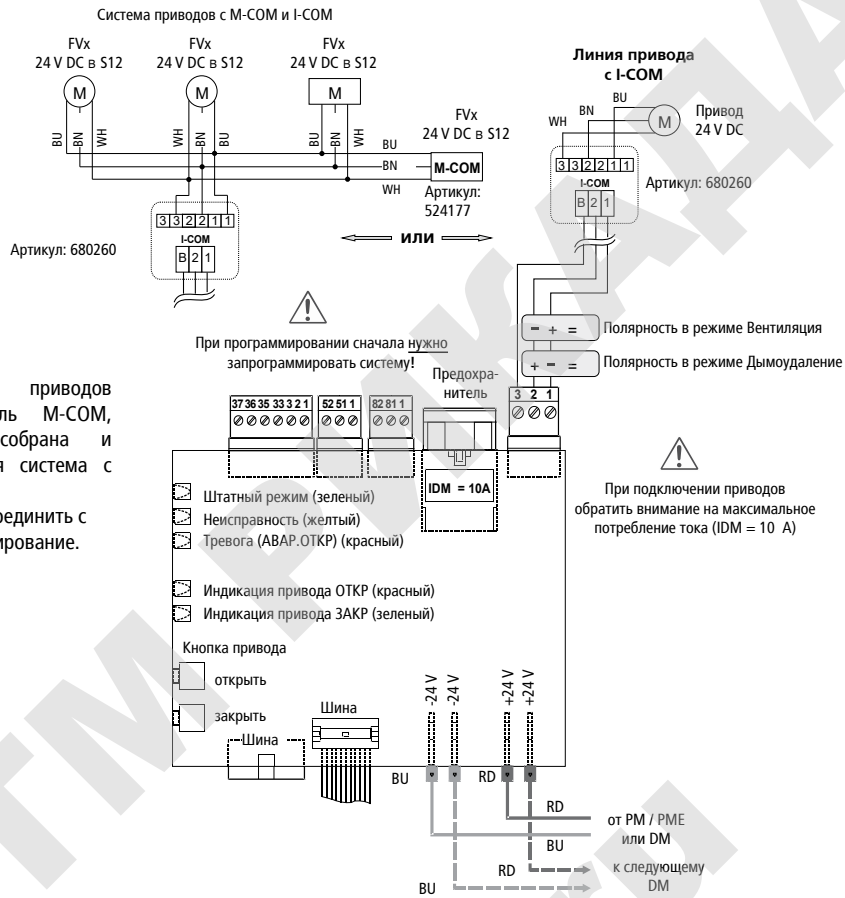 Система приводов с M-COM и I-COM
FVx
24 V DC в S12
FVx
24 V DC в S12
FVx
24 V DC в S12
M
M
M
BU
BN
WH
WH
BN
BU
BU
BN
WH
BU
BN
WH
FVx
24 V DC в S12
M-COM
Артикул:
524177
3 3 2 2 1 1
I-COM
B 2 1
Артикул: 680260
или
Линия привода
с I-COM
BU
BN
WH
M
Привод
24 V DC
3 3 2 2 1 1
I-COM
B 2 1
Артикул: 680260
- + =
Полярность в режиме Вентиляция
+ - =
Полярность в режиме Дымоудаление
При программировании сначала нужно
запрограммировать систему!
приводов
ль M-COM,
собрана и
я система с
единить с
ирование.
Предохра-
нитель
37 36 35 33 3 2 1
52 51 1
82 81 1
3 2 1
IDM = 10A
При подключении приводов
обратить внимание на максимальное
потребление тока (IDM = 10 A)
Штатный режим (зеленый)
Неисправность (желтый)
Тревога (АВАР.ОТКР) (красный)
Индикация привода ОТКР (красный)
Индикация привода ЗАКР (зеленый)
Кнопка привода
открыть
закрыть
Шина
Шина
-24 V
-24 V
+24 V
+24 V
BU
RD
RD
BU
от PM / PME
или DM
RD
BU
к следующему
DM
ТМ РИКАДА
ru